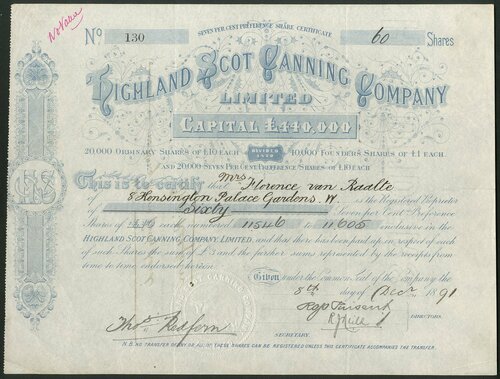 No Value
SEVEN PER CENT PREFERENCE SHARE CERTIFICATE
No 130 60 Shares
HIGHLAND SCOT CANNING COMPANY
LIMITED
CAPITAL £440,000
20,000 ORDINARY SHARES OF £10 EACH DIVIDED INTO 40,000 FOUNDERS SHARES OF £1 EACH
AND 20,000 SEVEN PER CENT PREFERENCE SHARES OF £10 EACH
This is to certify that Mrs Florence van Raalte
8 Kensington Palace Gardens. W. is the Registered Proprietor
of Sixty Seven per Cent Preference
Shares of £10 each numbered 11546 to 11605 inclusive in the
HIGHLAND SCOT CANNING COMPANY, LIMITED, and that there has been paid up in respect of each
of such Shares the sum of £5 and the further sums represented by the receipts from
time to time endorsed hereon.
Given under the Common Seal of the Company the
5th day of Decr 1891
DIRECTORS.
Thos. Redfern
SECRETARY.
N.B. NO TRANSFER OF ANY OR ALL OF THESE SHARES CAN BE REGISTERED UNLESS THIS CERTIFICATE ACCOMPANIES THE TRANSFER.